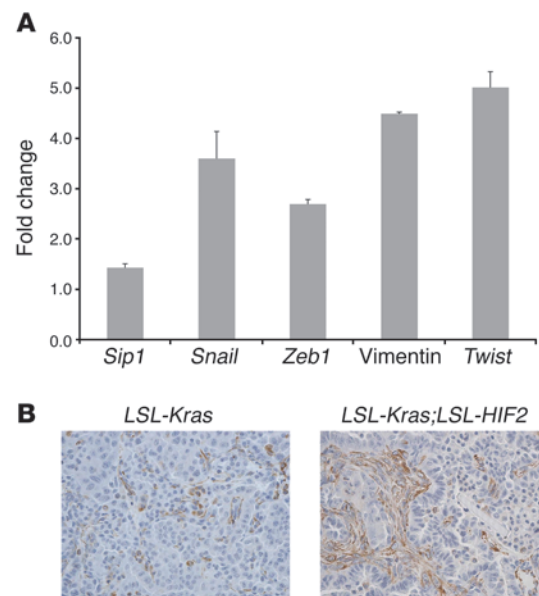 A
Fold change
6.0
5.0
4.0
3.0
2.0
1.0
0.0
Sip1 Snail Zeb1 Vimentin Twist
B
LSL-Kras LSL-Kras;LSL-HIF2